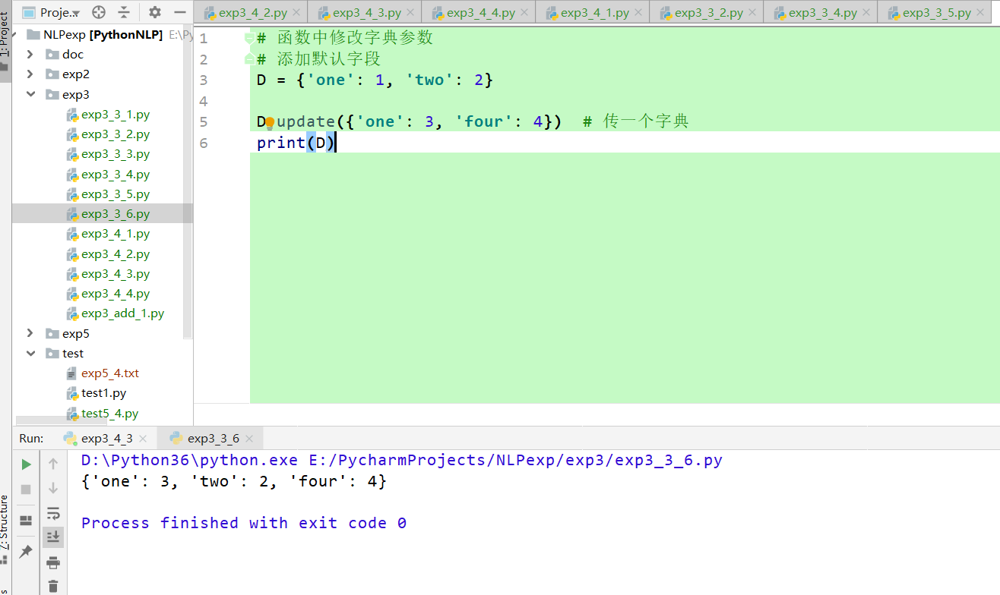 1: Project
Proje..
exp3_4_2.py
exp3_4_3.py
exp3_4_4.py
exp3_4_1.py
exp3_3_2.py
exp3_3_4.py
exp3_3_5.py
NLPexp [PythonNLP] E:\Py
doc
exp2
exp3
exp3_3_1.py
exp3_3_2.py
exp3_3_3.py
exp3_3_4.py
exp3_3_5.py
exp3_3_6.py
exp3_4_1.py
exp3_4_2.py
exp3_4_3.py
exp3_4_4.py
exp3_add_1.py
exp5
test
exp5_4.txt
test1.py
test5_4.py
1 # 函数中修改字典参数
2 # 添加默认字段
3 D = {'one': 1, 'two': 2}
4
5 D update({'one': 3, 'four': 4}) # 传一个字典
6 print(D)
Run:
exp3_4_3
exp3_3_6
D:\Python36\python.exe E:/PycharmProjects/NLPexp/exp3/exp3_3_6.py
{'one': 3, 'two': 2, 'four': 4}
Process finished with exit code 0
7: Structure